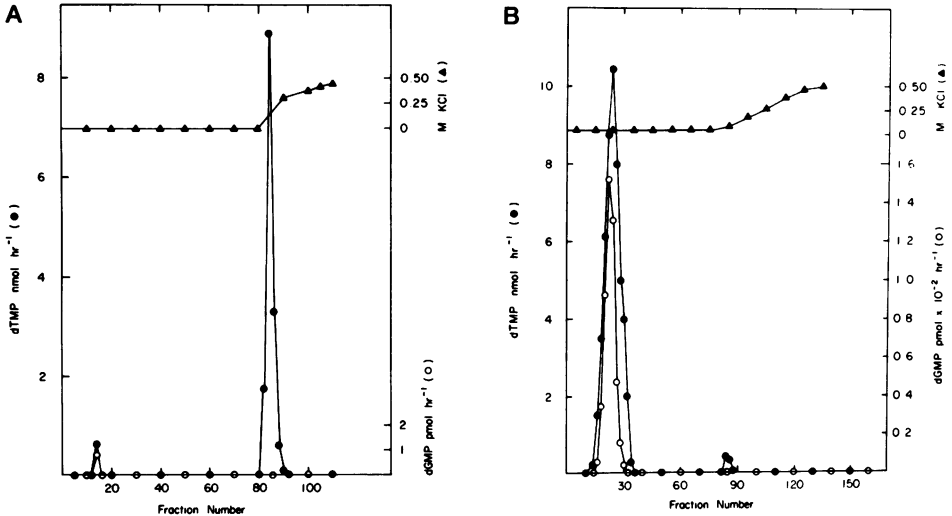 A
8
6
4
2
dTMP nmol hr⁻¹ (●)
0 50
0 25
0
M KCl (▲)
2
1
dGMP pmol hr⁻¹ (○)
20 40 60 80 100
Fraction Number
B
10
8
6
4
2
dTMP nmol hr⁻¹ (●)
0 50
0 25
0
M KCl (▲)
1 6
1 4
1 2
1 0
0 8
0 6
0 4
0 2
dGMP pmol x 10⁻² hr⁻¹ (○)
30 60 90 120 150
Fraction Number